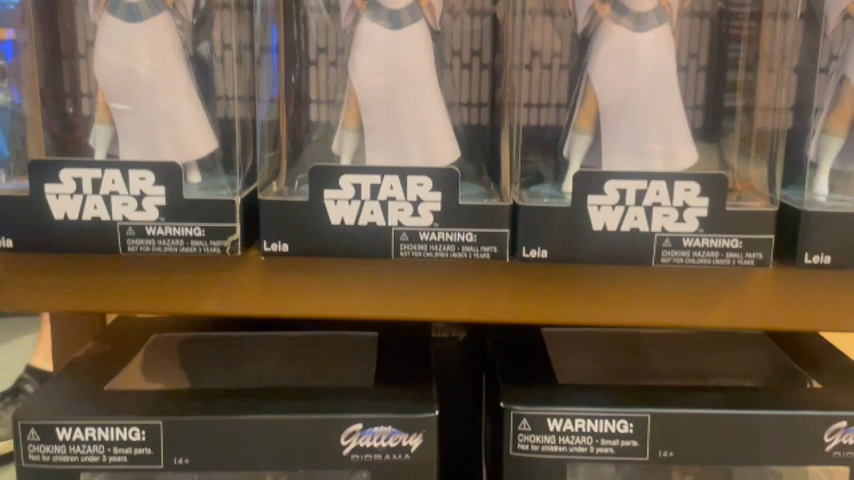 STAR
WARS
WARNING:
CHOKING HAZARD - SMALL PARTS
NOT FOR CHILDREN UNDER 3 YEARS
STAR
WARS
Leia
WARNING:
CHOKING HAZARD - SMALL PARTS
NOT FOR CHILDREN UNDER 3 YEARS
STAR
WARS
Leia
WARNING:
CHOKING HAZARD - SMALL PARTS
NOT FOR CHILDREN UNDER 3 YEARS
Leia
WARNING:
CHOKING HAZARD - Small parts.
Not for children under 3 years.
14+
Gallery
DIORAMA
WARNING:
CHOKING HAZARD - Small parts.
Not for children under 3 years.
14+